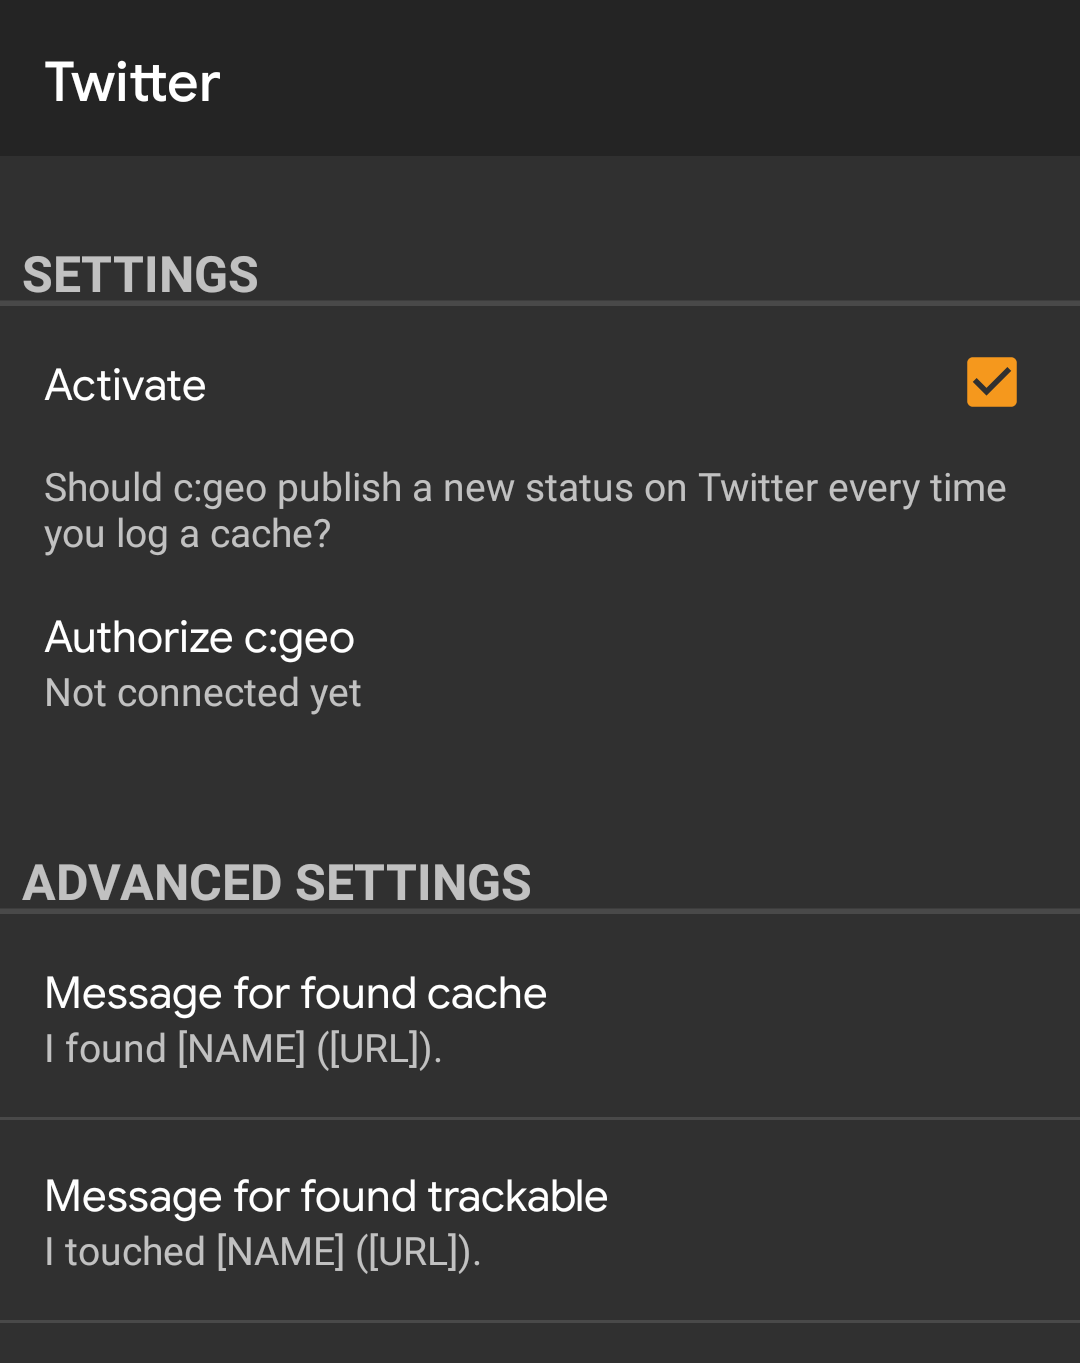 Twitter
SETTINGS
Activate
Should c:geo publish a new status on Twitter every time
you log a cache?
Authorize c:geo
Not connected yet
ADVANCED SETTINGS
Message for found cache
I found [NAME] ([URL]).
Message for found trackable
I touched [NAME] ([URL]).